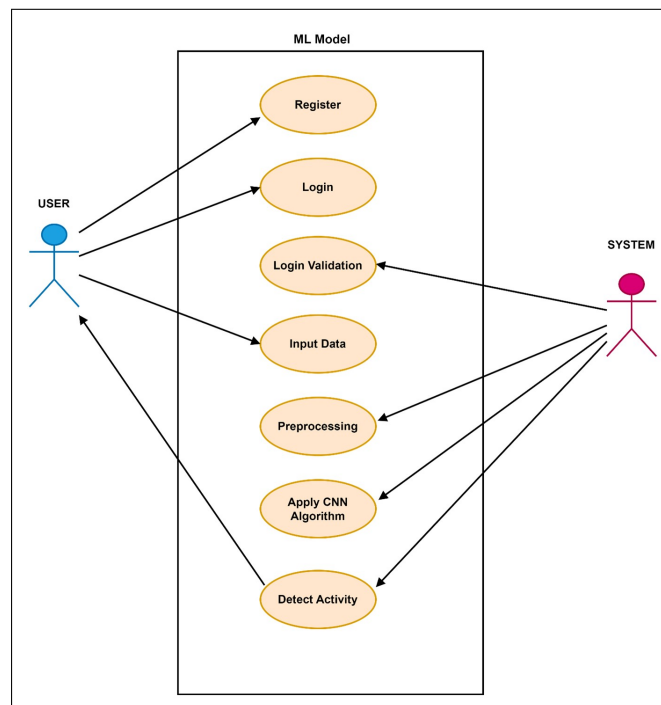 ML Model
Register
Login
USER
SYSTEM
Login Validation
Input Data
Preprocessing
Apply CNN
Algorithm
Detect Activity